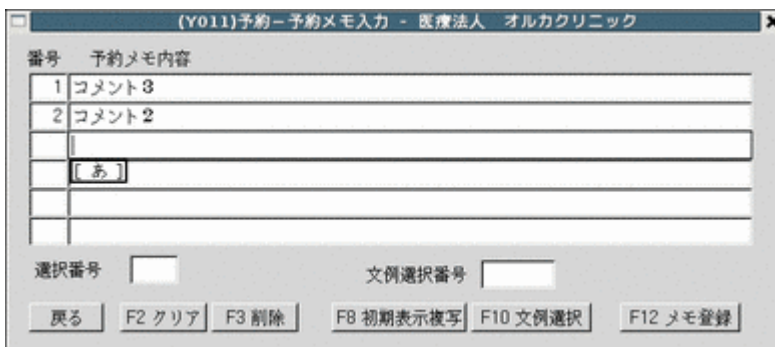 (Y011)予約－予約メモ入力 - 医療法人 オルカクリニック
番号 予約メモ内容
1 コメント３
2 コメント２
[ あ ]
選択番号 文例選択番号
戻る F2 クリア F3 削除 F8 初期表示複写 F10 文例選択 F12 メモ登録